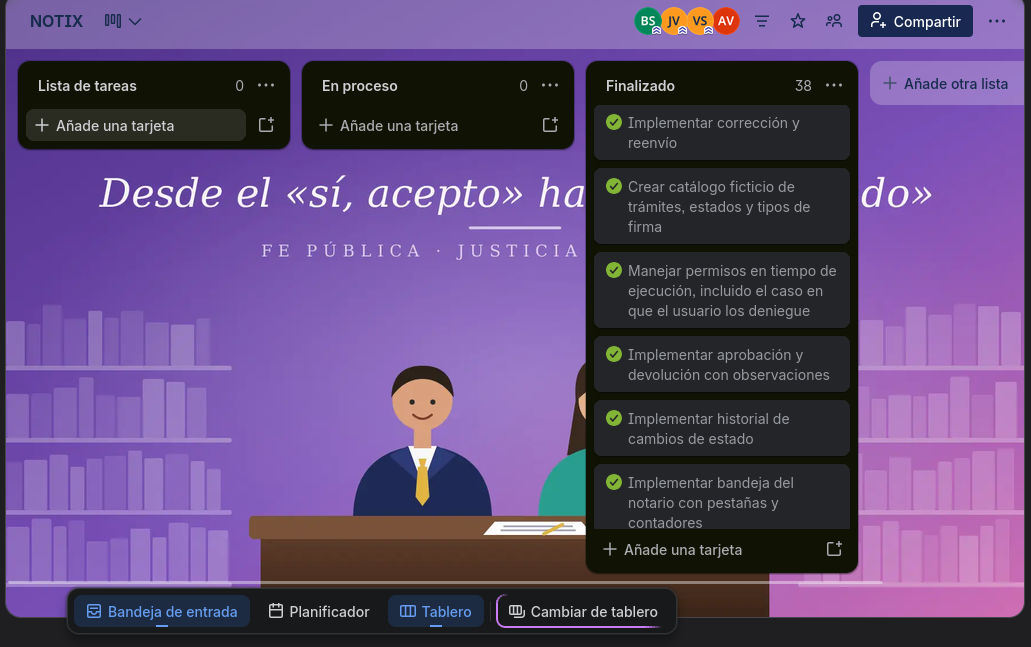 NOTIX
BS JV VS AV
Compartir
Lista de tareas 0
Añade una tarjeta
En proceso 0
Añade una tarjeta
Finalizado 38
Implementar corrección y
reenvío
Crear catálogo ficticio de
trámites, estados y tipos de
firma
Manejar permisos en tiempo de
ejecución, incluido el caso en
que el usuario los deniegue
Implementar aprobación y
devolución con observaciones
Implementar historial de
cambios de estado
Implementar bandeja del
notario con pestañas y
contadores
Añade una tarjeta
Añade otra lista
Desde el «sí, acepto» ha do»
FE PÚBLICA · JUSTICIA
Bandeja de entrada
Planificador
Tablero
Cambiar de tablero